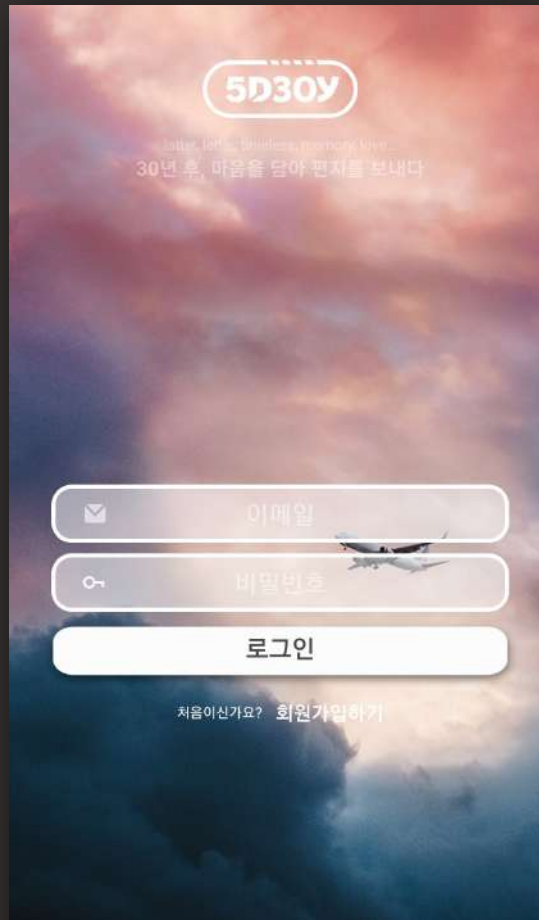 5D30Y
latter, letter, timeless, memory, love...
30년 후, 마음을 담아 편지를 보내다
이메일
비밀번호
로그인
처음이신가요? 회원가입하기